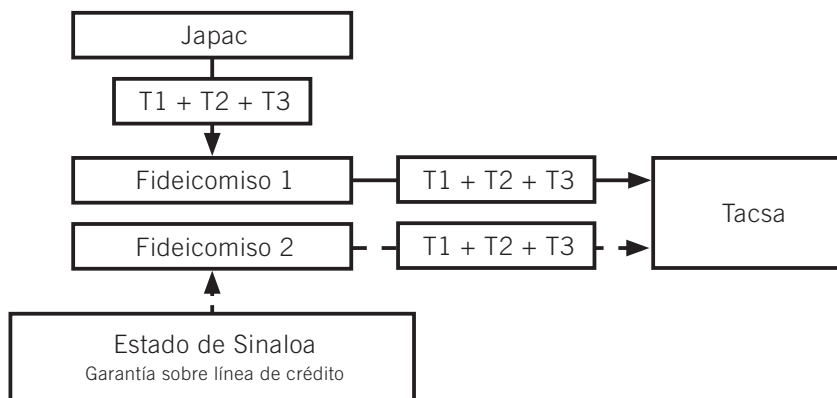 Japac
T1 + T2 + T3
Fideicomiso 1
T1 + T2 + T3
Tacsa
Fideicomiso 2
T1 + T2 + T3
Estado de Sinaloa
Garantía sobre línea de crédito